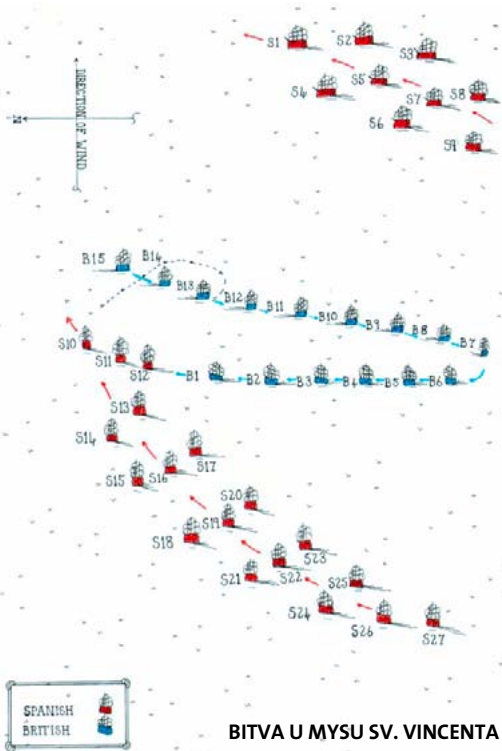 S1
S2
S3
S4
S5
S6
S7
S8
S9
DIRECTION OF WIND
N
B15
B14
B13
B12
B11
B10
B9
B8
B7
S10
S11
S12
B1
B2
B3
B4
B5
B6
S13
S14
S15
S16
S17
S18
S19
S20
S21
S22
S23
S24
S25
S26
S27
SPANISH
BRITISH
BITVA U MYSU SV. VINCENTA